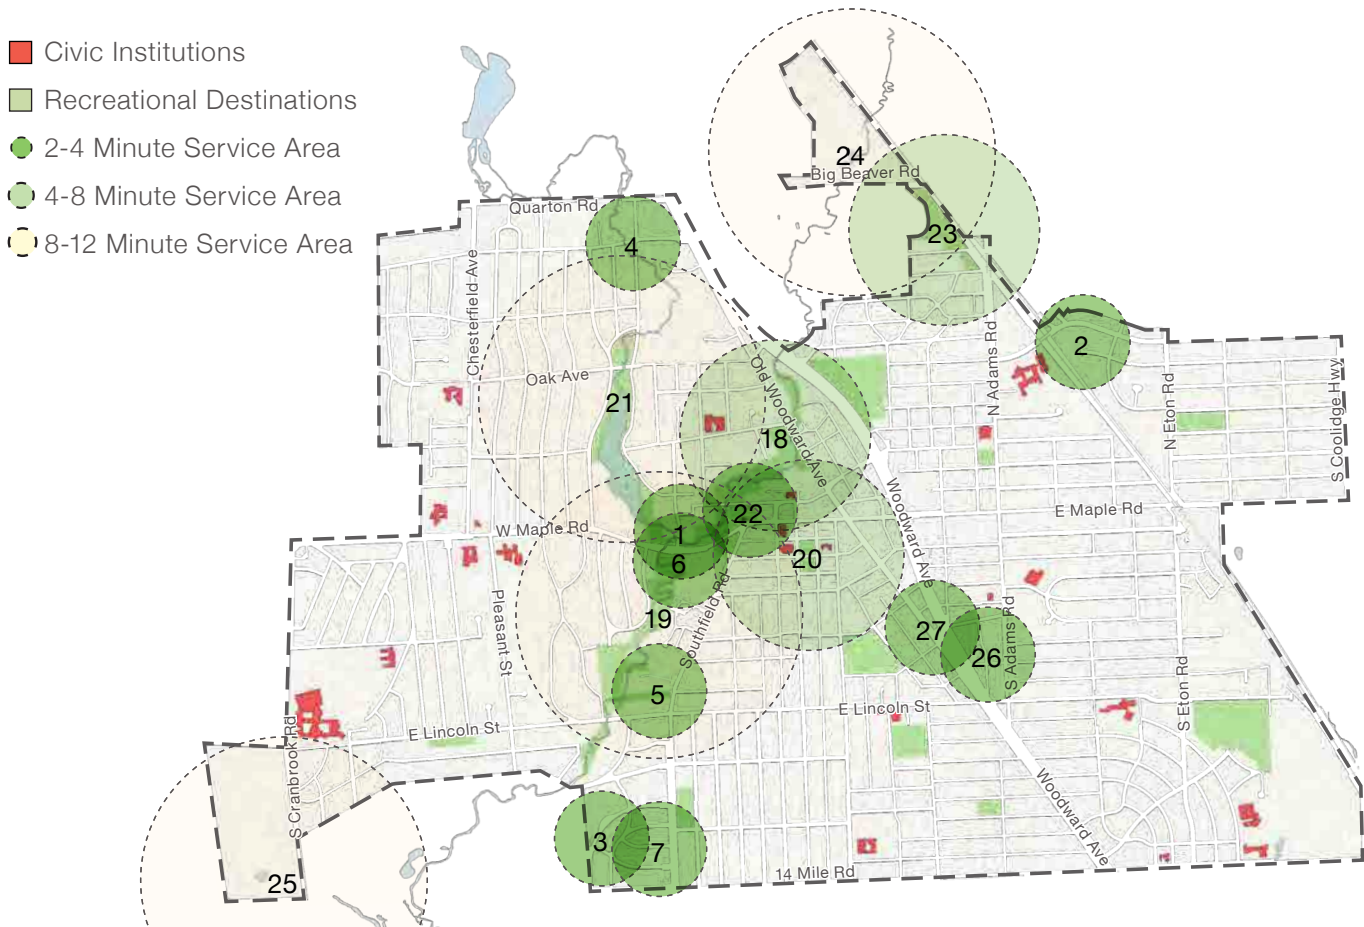 Civic Institutions
Recreational Destinations
2-4 Minute Service Area
4-8 Minute Service Area
8-12 Minute Service Area
24
Big Beaver Rd
Quarton Rd
4
23
Chesterfield Ave
N Adams Rd
2
Oak Ave
21
Old Woodward Ave
18
N Eton Rd
S Coolidge Hwy
W Maple Rd
1
22
Woodward Ave
E Maple Rd
6
20
19
Southfield Rd
Pleasant St
27
26
S Adams Rd
5
S Eton Rd
E Lincoln St
E Lincoln St
S Cranbrook Rd
Woodward Ave
3
7
14 Mile Rd
25